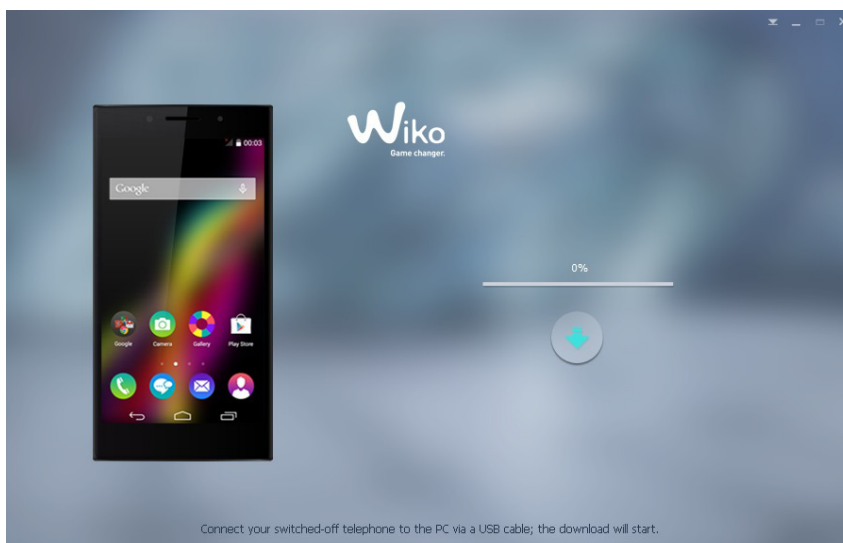 Wiko
Game changer.
00:03
Google
0%
Google
Camera
Gallery
Play Store
Connect your switched-off telephone to the PC via a USB cable; the download will start.